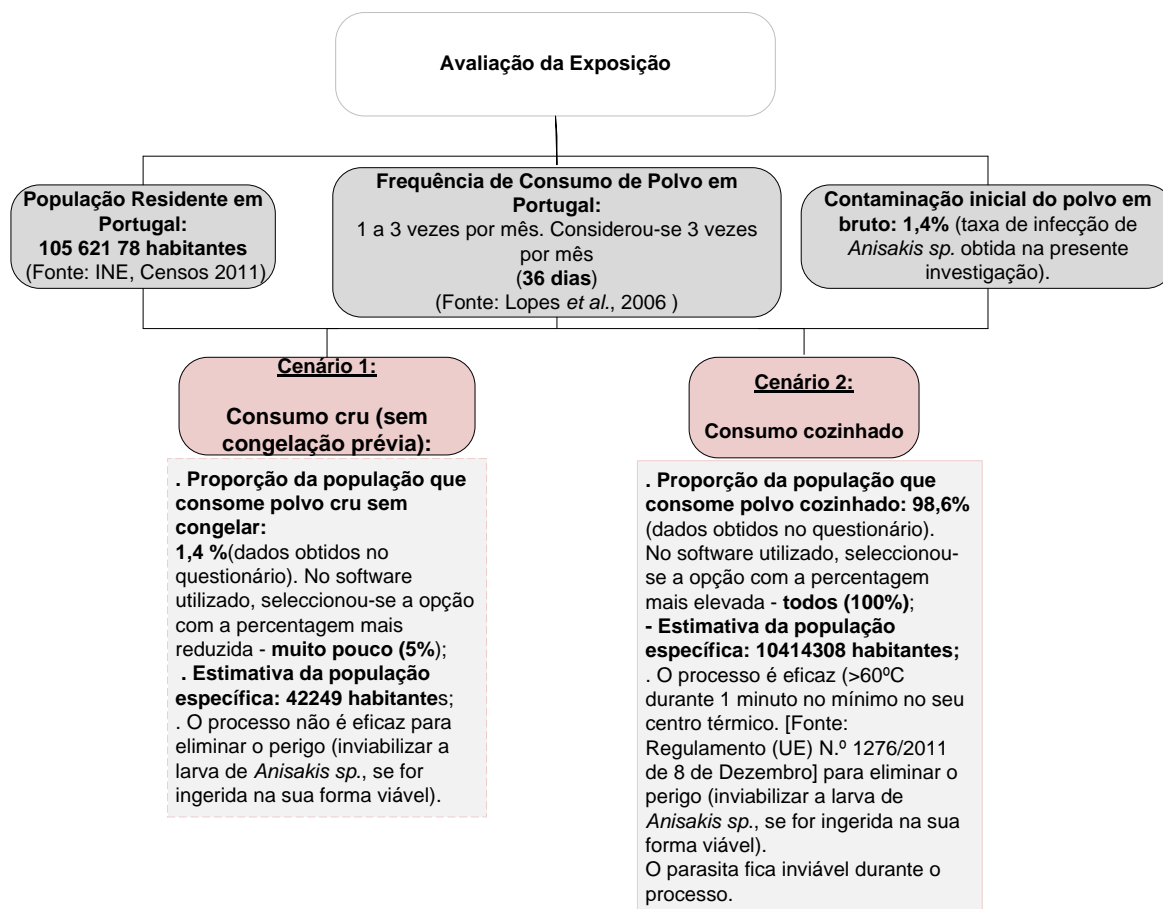 Avaliação da Exposição
População Residente em
Portugal:
105 621 78 habitantes
(Fonte: INE, Censos 2011)
Frequência de Consumo de Polvo em
Portugal:
1 a 3 vezes por mês. Considerou-se 3 vezes
por mês
(36 dias)
(Fonte: Lopes et al., 2006 )
Contaminação inicial do polvo em
bruto: 1,4% (taxa de infecção de
Anisakis sp. obtida na presente
investigação).
Cenário 1:
Consumo cru (sem
congelação prévia):
. Proporção da população que
consome polvo cru sem
congelar:
1,4 %(dados obtidos no
questionário). No software
utilizado, seleccionou-se a opção
com a percentagem mais
reduzida - muito pouco (5%);
. Estimativa da população
específica: 42249 habitantes;
. O processo não é eficaz para
eliminar o perigo (inviabilizar a
larva de Anisakis sp., se for
ingerida na sua forma viável).
Cenário 2:
Consumo cozinhado
. Proporção da população que
consome polvo cozinhado: 98,6%
(dados obtidos no questionário).
No software utilizado, seleccionou-
se a opção com a percentagem
mais elevada - todos (100%);
- Estimativa da população
específica: 10414308 habitantes;
. O processo é eficaz (>60ºC
durante 1 minuto no mínimo no seu
centro térmico. [Fonte:
Regulamento (UE) N.º 1276/2011
de 8 de Dezembro] para eliminar o
perigo (inviabilizar a larva de
Anisakis sp., se for ingerida na sua
forma viável).
O parasita fica inviável durante o
processo.